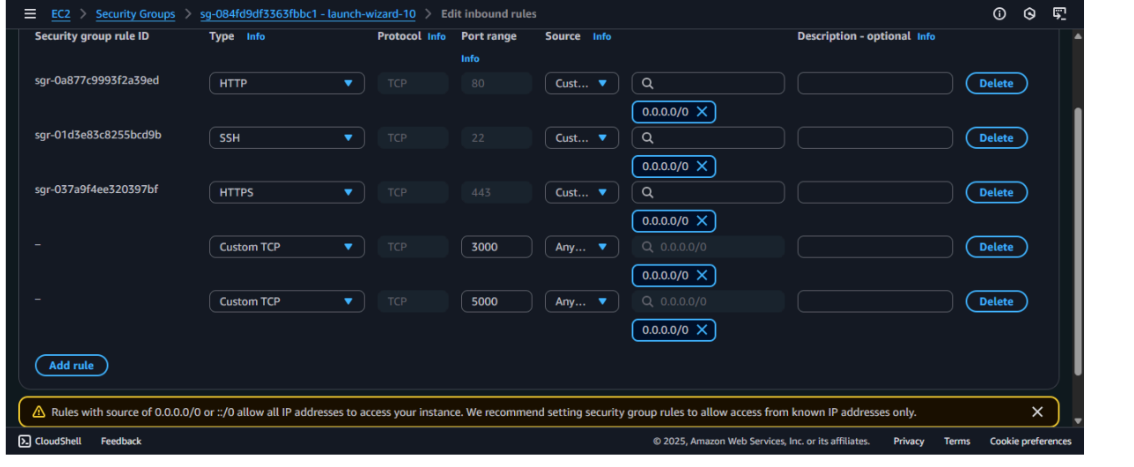 EC2 > Security Groups > sg-084fd9df3363fbbc1 - launch-wizard-10 > Edit inbound rules
Security group rule ID Type Info Protocol Info Port range Info Source Info Description - optional Info
sgr-0a877c9993f2a39ed HTTP TCP 80 Cust... Delete
0.0.0.0/0
sgr-01d3e83c8255bcd9b SSH TCP 22 Cust... Delete
0.0.0.0/0
sgr-037a9f4ee320397bf HTTPS TCP 443 Cust... Delete
0.0.0.0/0
– Custom TCP TCP 3000 Any... 0.0.0.0/0 Delete
0.0.0.0/0
– Custom TCP TCP 5000 Any... 0.0.0.0/0 Delete
0.0.0.0/0
Add rule
Rules with source of 0.0.0.0/0 or ::/0 allow all IP addresses to access your instance. We recommend setting security group rules to allow access from known IP addresses only.
CloudShell Feedback © 2025, Amazon Web Services, Inc. or its affiliates. Privacy Terms Cookie preferences